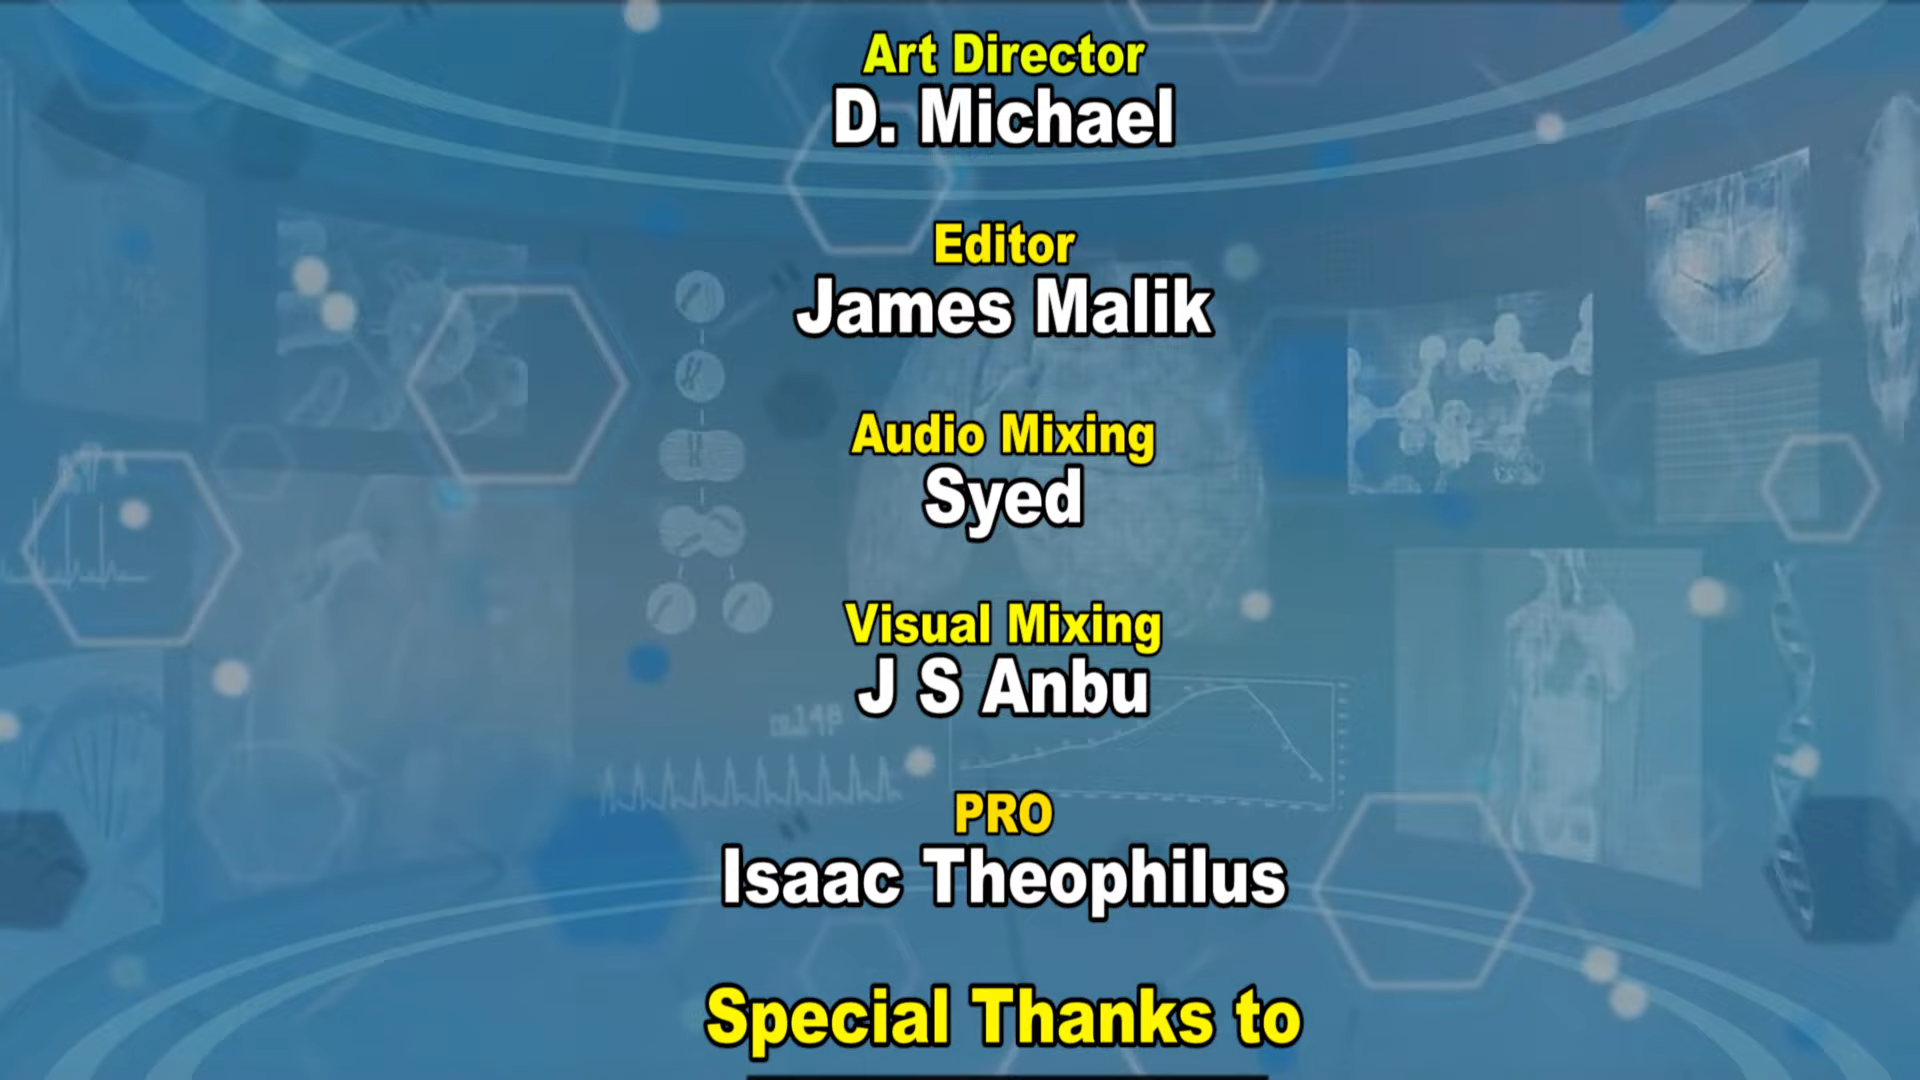 Art Director
D. Michael
Editor
James Malik
Audio Mixing
Syed
Visual Mixing
J S Anbu
PRO
Isaac Theophilus
Special Thanks to